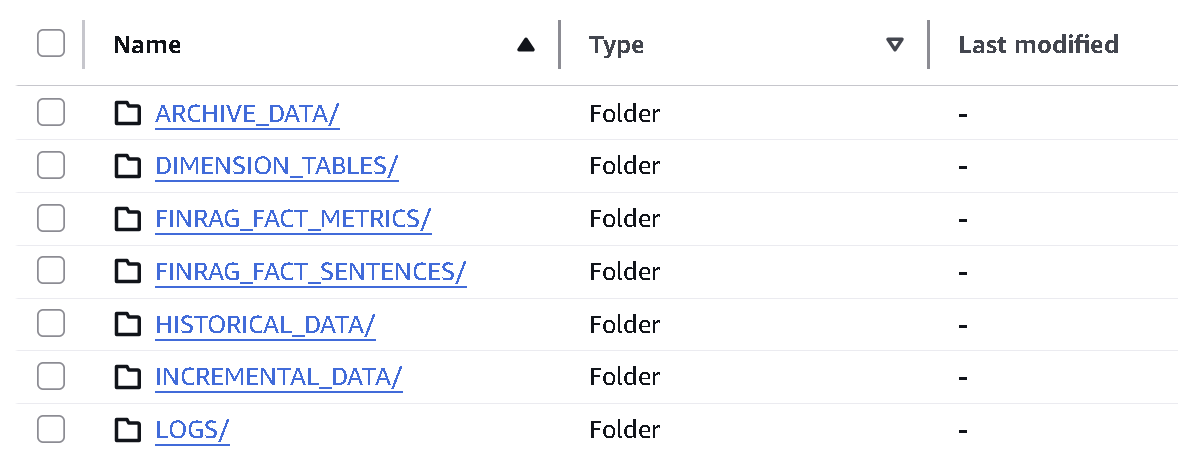 Name Type Last modified
ARCHIVE_DATA/ Folder -
DIMENSION_TABLES/ Folder -
FINRAG_FACT_METRICS/ Folder -
FINRAG_FACT_SENTENCES/ Folder -
HISTORICAL_DATA/ Folder -
INCREMENTAL_DATA/ Folder -
LOGS/ Folder -